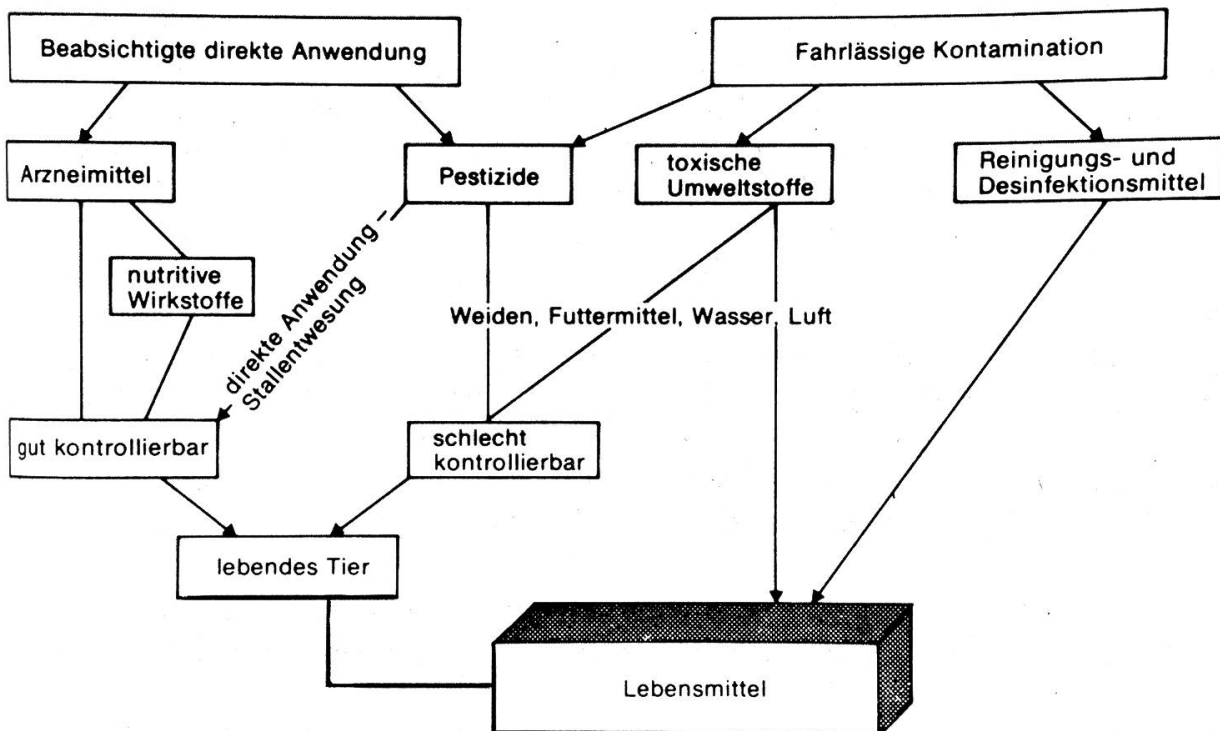 Beabsichtigte direkte Anwendung
Fahrlässige Kontamination
Arzneimittel
Pestizide
toxische
Umweltstoffe
Reinigungs- und
Desinfektionsmittel
nutritive
Wirkstoffe
direkte Anwendung
Stallentwesung
Weiden, Futtermittel, Wasser, Luft
gut kontrollierbar
schlecht
kontrollierbar
lebendes Tier
Lebensmittel